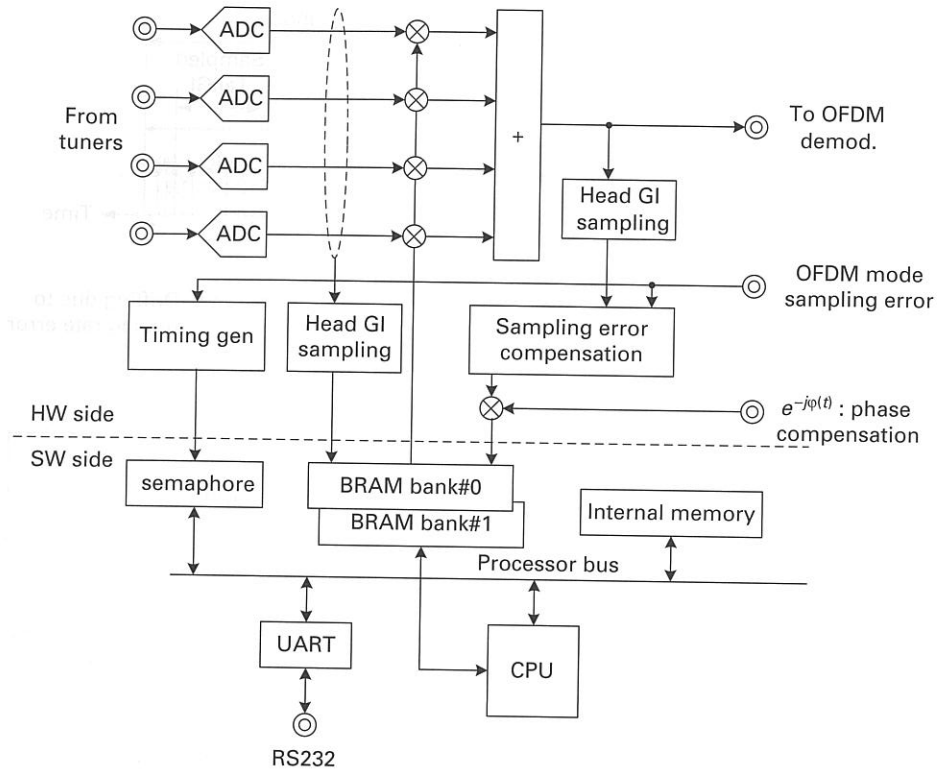 ADC
ADC
From
tuners
ADC
ADC
+
To OFDM
demod.
Head GI
sampling
OFDM mode
sampling error
Timing gen
Head GI
sampling
Sampling error
compensation
HW side
e^{-jφ(t)} : phase
compensation
SW side
semaphore
BRAM bank#0
BRAM bank#1
Internal memory
Processor bus
UART
CPU
RS232